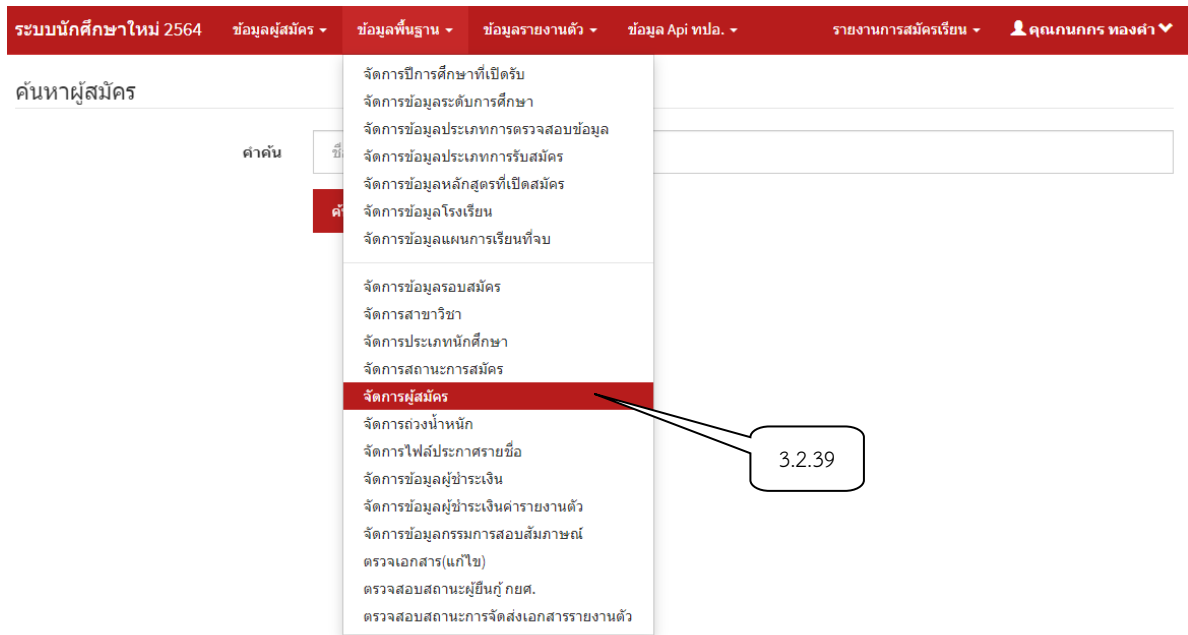 ระบบนักศึกษาใหม่ 2564 ข้อมูลผู้สมัคร ข้อมูลพื้นฐาน ข้อมูลรายงานตัว ข้อมูล Api ทปอ. รายงานการสมัครเรียน คุณกนกกร ทองคำ
ค้นหาผู้สมัคร
คำค้น
จัดการปีการศึกษาที่เปิดรับ
จัดการข้อมูลระดับการศึกษา
จัดการข้อมูลประเภทการตรวจสอบข้อมูล
จัดการข้อมูลประเภทการรับสมัคร
จัดการข้อมูลหลักสูตรที่เปิดสมัคร
จัดการข้อมูลโรงเรียน
จัดการข้อมูลแผนการเรียนที่จบ
จัดการข้อมูลรอบสมัคร
จัดการสาขาวิชา
จัดการประเภทนักศึกษา
จัดการสถานะการสมัคร
จัดการผู้สมัคร
จัดการถ่วงน้ำหนัก
จัดการไฟล์ประกาศรายชื่อ
จัดการข้อมูลผู้ชำระเงิน
จัดการข้อมูลผู้ชำระเงินค่ารายงานตัว
จัดการข้อมูลกรรมการสอบสัมภาษณ์
ตรวจเอกสาร(แก้ไข)
ตรวจสอบสถานะผู้ยืนกู้ กยศ.
ตรวจสอบสถานะการจัดส่งเอกสารรายงานตัว
3.2.39